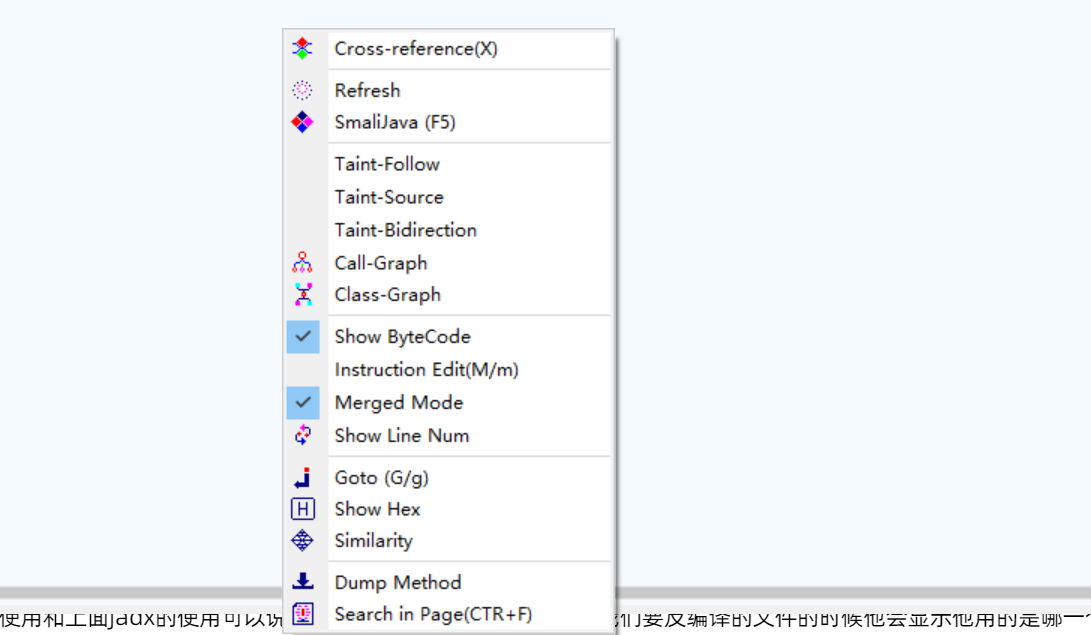 Cross-reference(X)
Refresh
SmaliJava (F5)
Taint-Follow
Taint-Source
Taint-Bidirection
Call-Graph
Class-Graph
Show ByteCode
Instruction Edit(M/m)
Merged Mode
Show Line Num
Goto (G/g)
H Show Hex
Similarity
Dump Method
Search in Page(CTR+F)
使用和上面jadx的使用可以说 们要反编译的文件的时候他会显示他用的是哪一